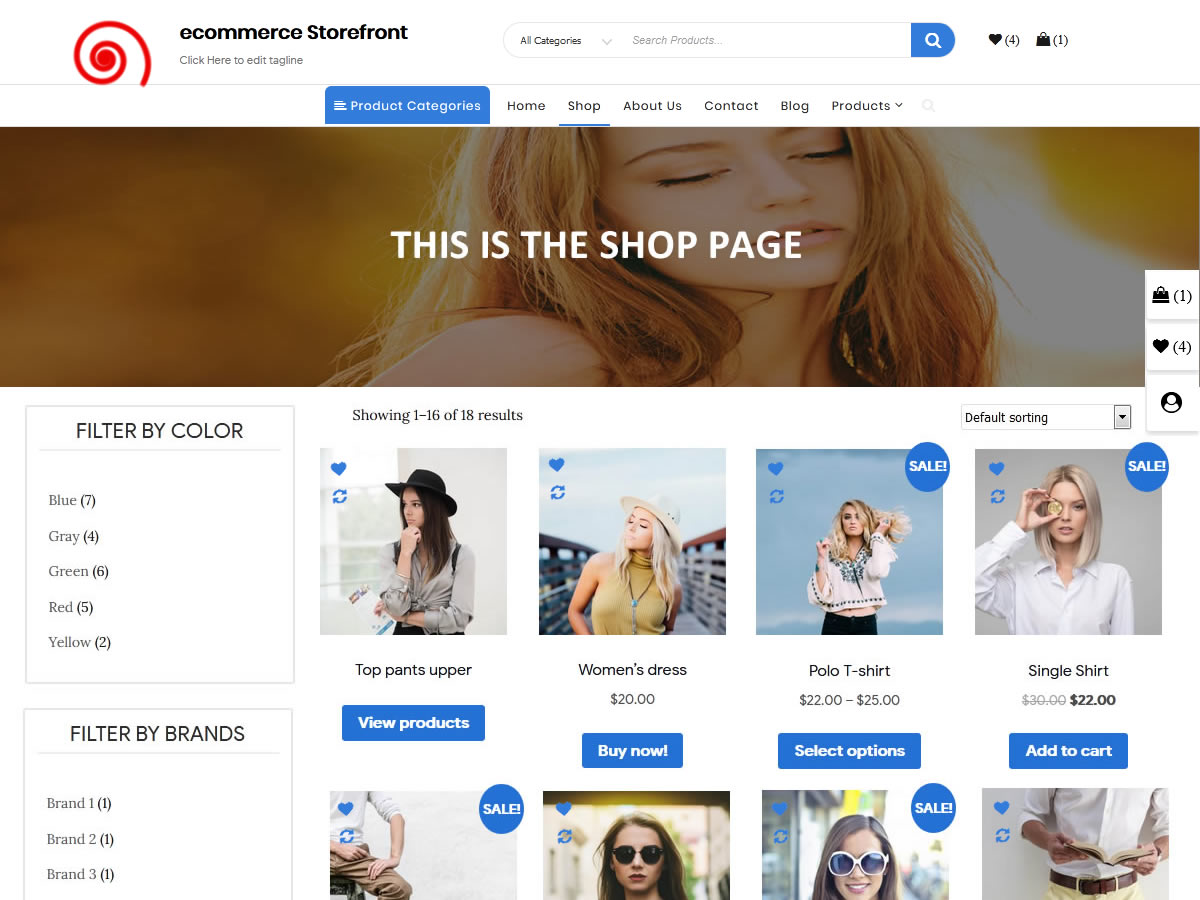 ecommerce Storefront
Click Here to edit tagline
All Categories
Search Products...
(4)
(1)
Product Categories
Home
Shop
About Us
Contact
Blog
Products
THIS IS THE SHOP PAGE
(1)
(4)
FILTER BY COLOR
Blue (7)
Gray (4)
Green (6)
Red (5)
Yellow (2)
FILTER BY BRANDS
Brand 1 (1)
Brand 2 (1)
Brand 3 (1)
Showing 1–16 of 18 results
Default sorting
Top pants upper
View products
Women’s dress
$20.00
Buy now!
SALE!
Polo T-shirt
$22.00 – $25.00
Select options
SALE!
Single Shirt
$30.00 $22.00
Add to cart
SALE!
SALE!